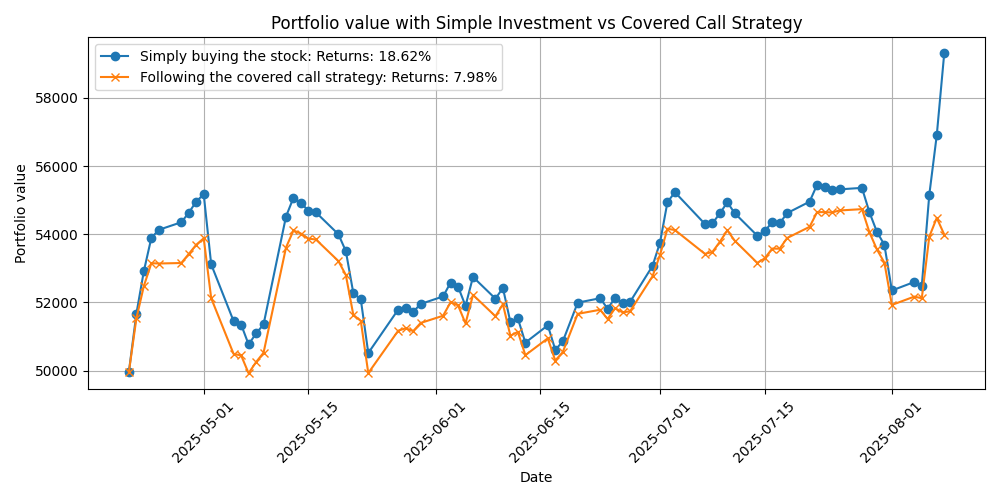 Portfolio value with Simple Investment vs Covered Call Strategy
Simply buying the stock: Returns: 18.62%
Following the covered call strategy: Returns: 7.98%
Portfolio value
58000
56000
54000
52000
50000
2025-05-01
2025-05-15
2025-06-01
2025-06-15
2025-07-01
2025-07-15
2025-08-01
Date